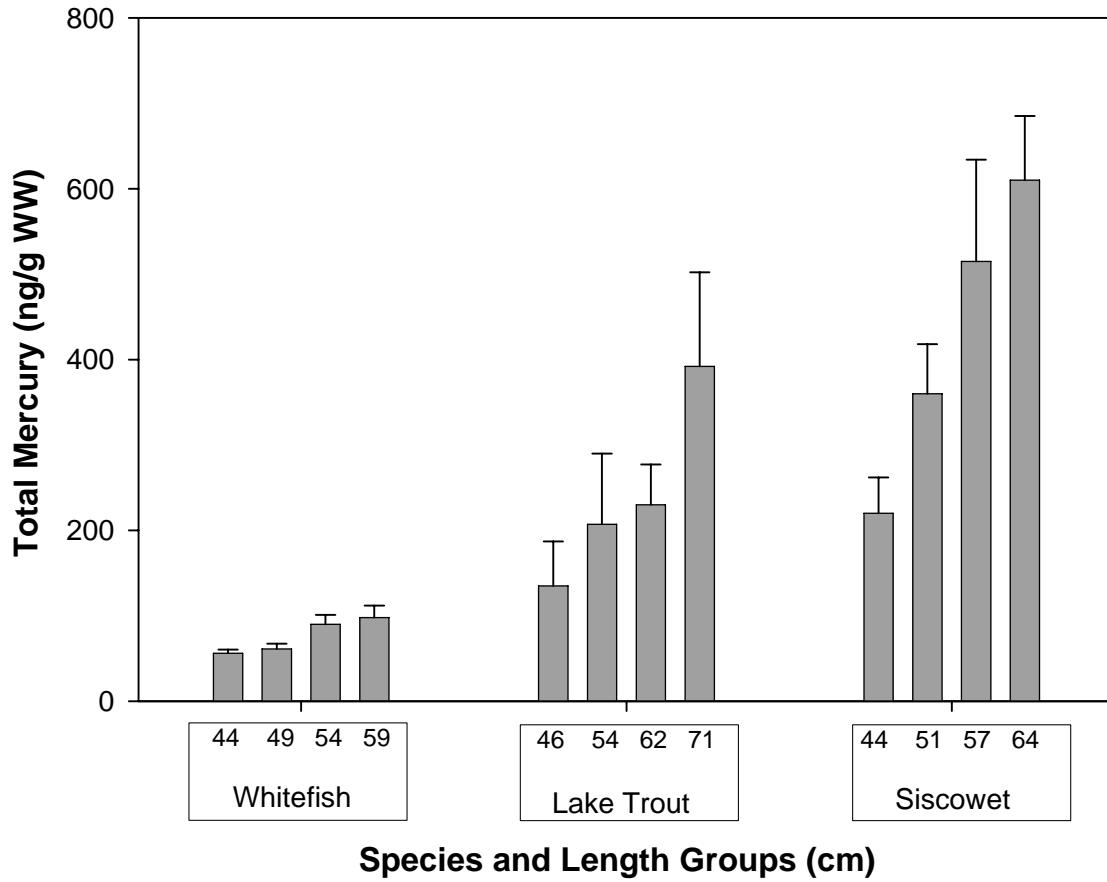 Total Mercury (ng/g WW)
800
600
400
200
0
44 49 54 59
Whitefish
46 54 62 71
Lake Trout
44 51 57 64
Siscowet
Species and Length Groups (cm)